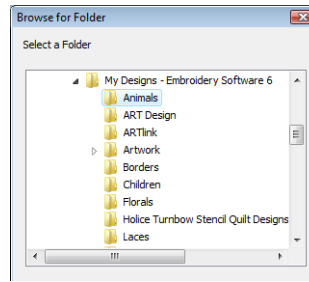 Browse for Folder
Select a Folder
My Designs - Embroidery Software 6
Animals
ART Design
ARTlink
Artwork
Borders
Children
Florals
Holice Turnbow Stencil Quilt Designs
Laces